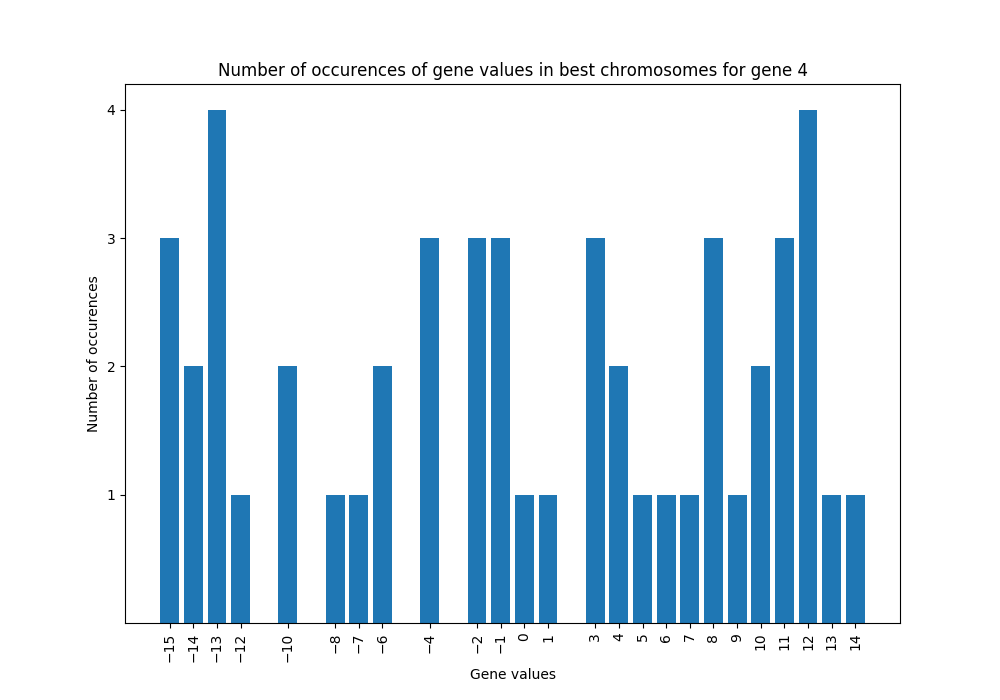 Number of occurences of gene values in best chromosomes for gene 4
4
3
2
1
Number of occurences
−15 −14 −13 −12 −10 −8 −7 −6 −4 −2 −1 0 1 3 4 5 6 7 8 9 10 11 12 13 14
Gene values